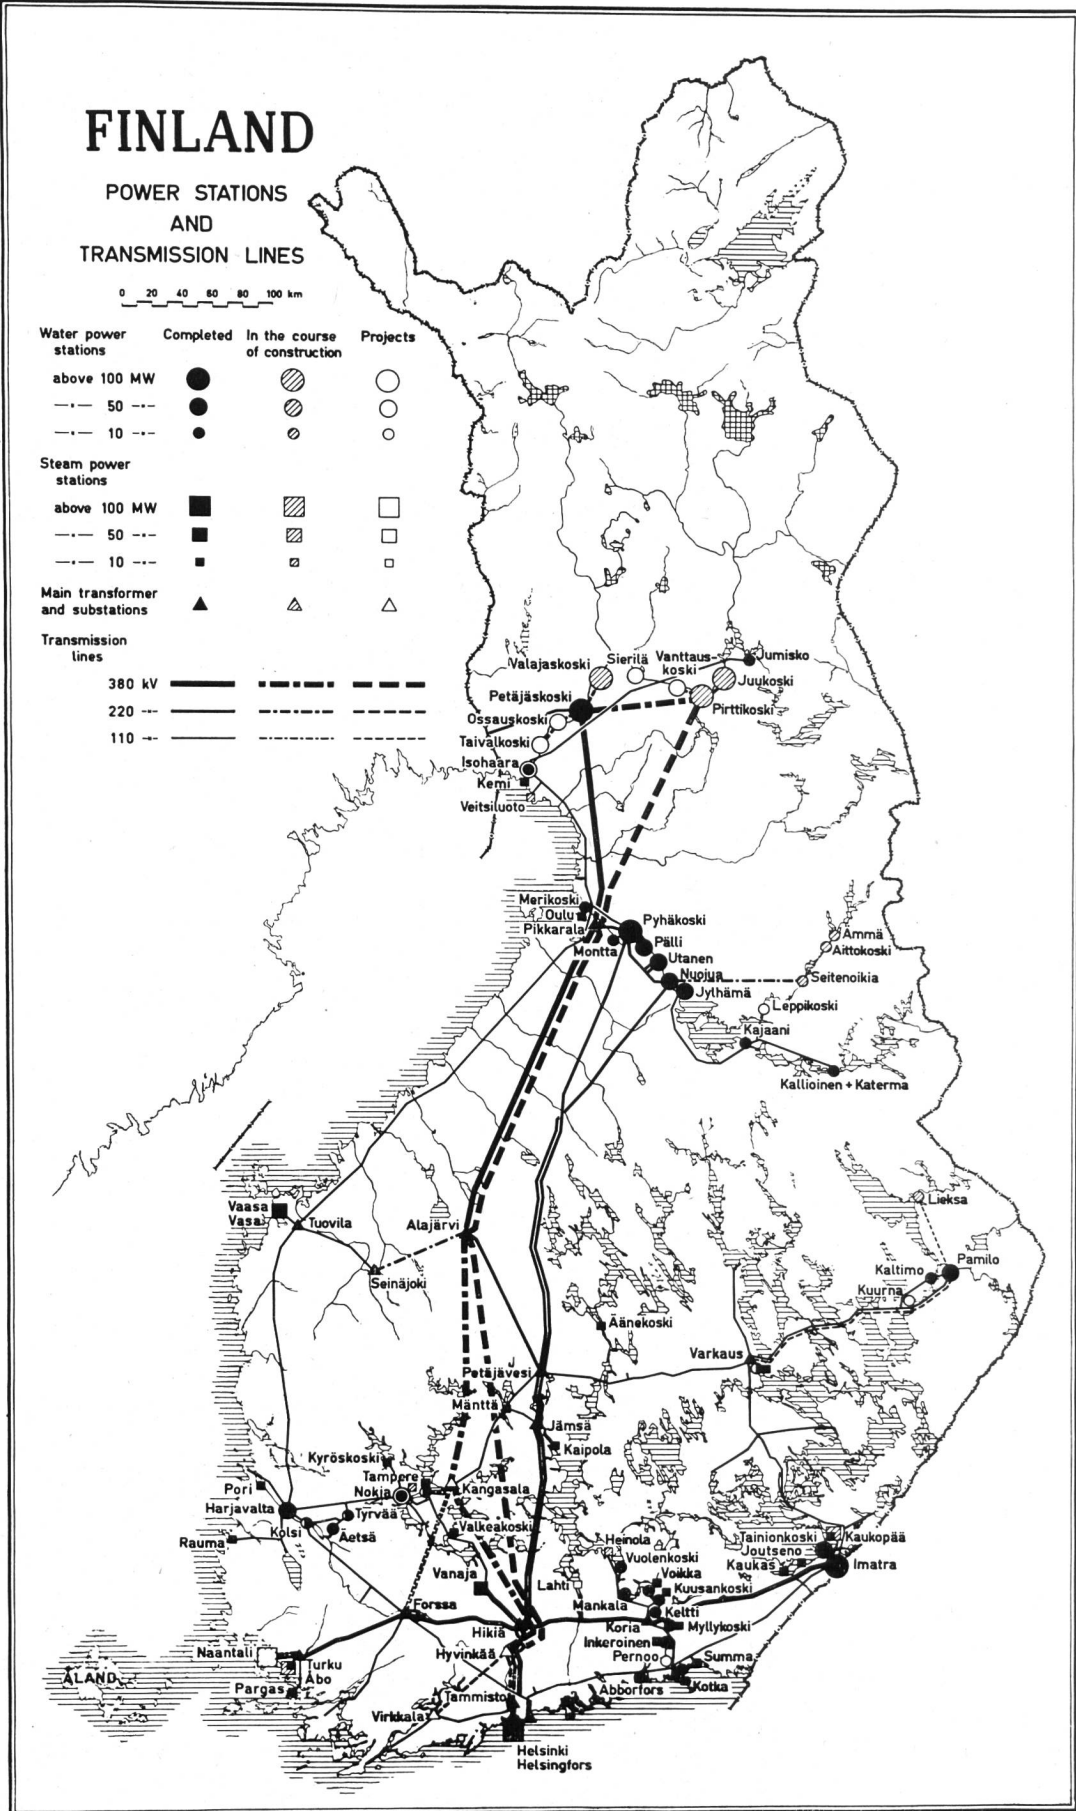 FINLAND
POWER STATIONS
AND
TRANSMISSION LINES
0 20 40 60 80 100 km
Water power stations Completed In the course of construction Projects
above 100 MW
—·— 50 —·—
—·— 10 —·—
Steam power
stations
above 100 MW
—·— 50 —·—
—·— 10 —·—
Main transformer
and substations
Transmission
lines
380 kV
220 —·—
110 —·—
Valajaskoski
Sierilä
Vanttaus-
koski
Jumisko
Juukoski
Petäjäskoski
Pirttikoski
Ossauskoski
Taivalkoski
Isohaara
Kemi
Veitsiluoto
Merikoski
Oulu
Pikkarala
Pyhäkoski
Montta
Pälli
Utanen
Nuojua
Jylhämä
Ämmä
Aittokoski
Seitenoikia
Leppikoski
Kajaani
Kallioinen + Katerma
Vaasa
Vasa
Tuovila
Alajärvi
Seinäjoki
Lieksa
Pamilo
Kaltimo
Kuurna
Äänekoski
Varkaus
Petäjävesi
Mänttä
Jämsä
Kaipola
Kyröskoski
Tampere
Nokia
Kangasala
Pori
Harjavalta
Tyrvää
Kolsi
Äetsä
Rauma
Valkeakoski
Vanaja
Heinola
Vuolenkoski
Voikka
Kuusankoski
Lahti
Mankala
Keltti
Tainionkoski
Kaukopää
Joutseno
Kaukas
Imatra
Forssa
Hikiä
Koria
Myllykoski
Inkeroinen
Pernoo
Summa
Hyvinkää
Naantali
Turku
Åbo
Pargas
ÅLAND
Tammisto
Virkkala
Abborfors
Kotka
Helsinki
Helsingfors